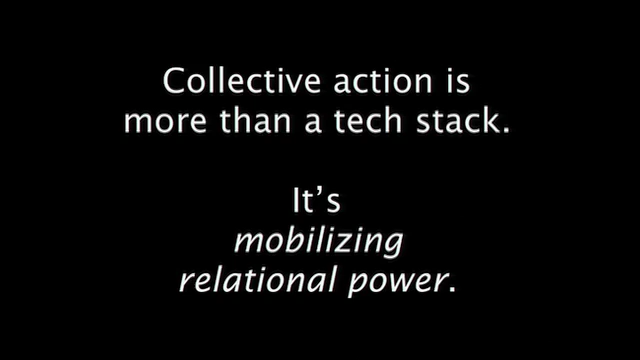 Collective action is
more than a tech stack.
It’s
mobilizing
relational power.